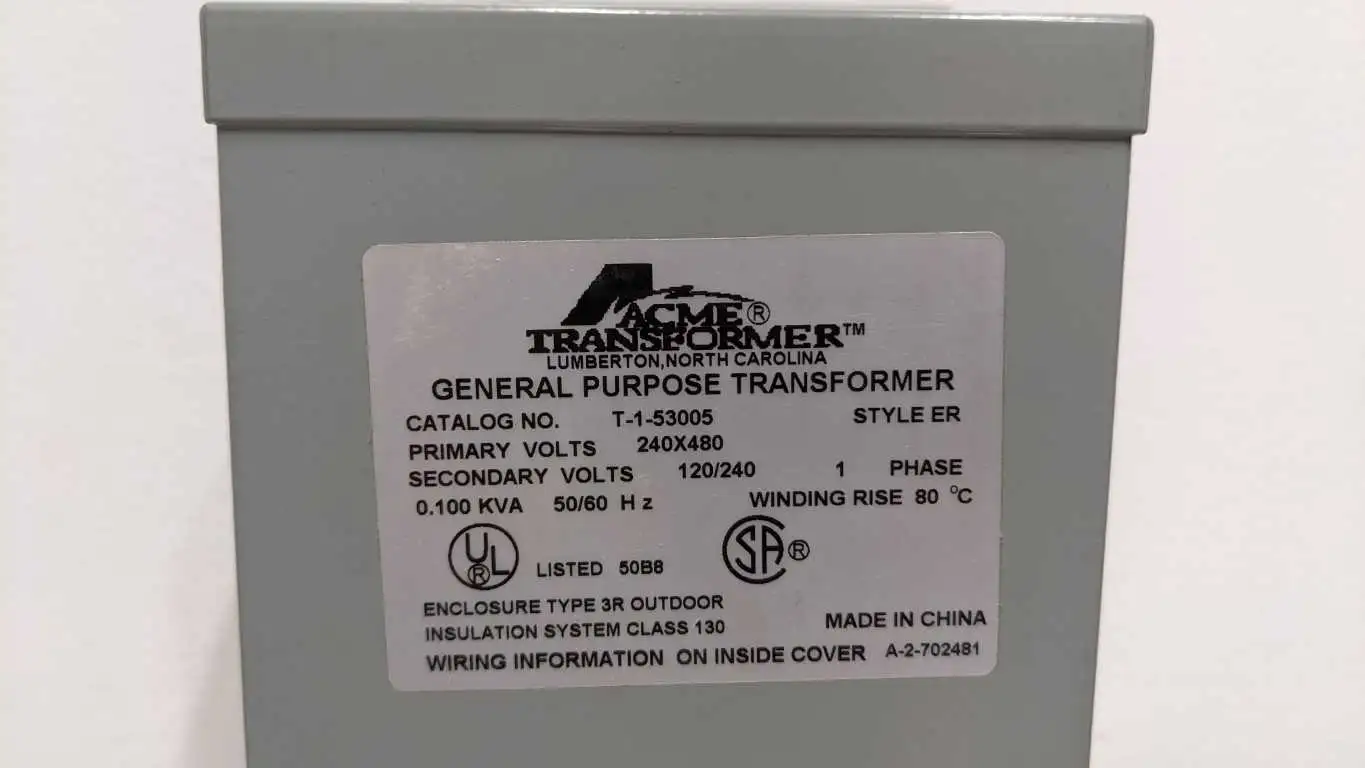 ACME®
TRANSFORMER™
LUMBERTON,NORTH CAROLINA
GENERAL PURPOSE TRANSFORMER
CATALOG NO. T-1-53005 STYLE ER
PRIMARY VOLTS 240X480
SECONDARY VOLTS 120/240 1 PHASE
0.100 KVA 50/60 Hz WINDING RISE 80 °C
UL® LISTED 50B8 SA®
ENCLOSURE TYPE 3R OUTDOOR
INSULATION SYSTEM CLASS 130 MADE IN CHINA
WIRING INFORMATION ON INSIDE COVER A-2-702481